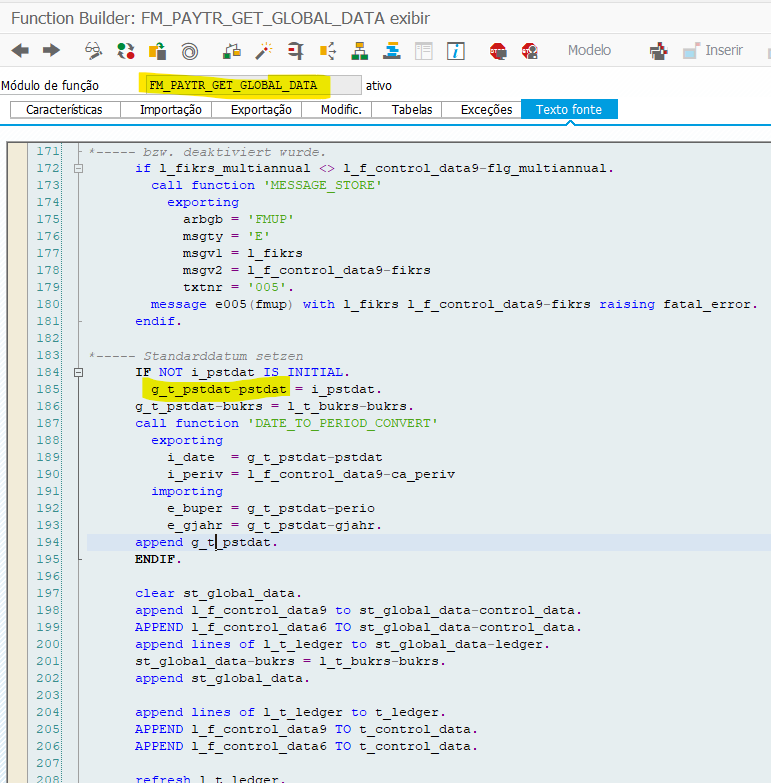 Function Builder: FM_PAYTR_GET_GLOBAL_DATA exibir
Modelo Inserir
Módulo de função FM_PAYTR_GET_GLOBAL_DATA ativo
Características Importação Exportação Modific. Tabelas Exceções Texto fonte
171 *----- bzw. deaktiviert wurde.
172 if l_fikrs_multiannual <> l_f_control_data9-flg_multiannual.
173 call function 'MESSAGE_STORE'
174 exporting
175 arbgb = 'FMUP'
176 msgty = 'E'
177 msgv1 = l_fikrs
178 msgv2 = l_f_control_data9-fikrs
179 txtnr = '005'.
180 message e005(fmup) with l_fikrs l_f_control_data9-fikrs raising fatal_error.
181 endif.
182
183 *----- Standarddatum setzen
184 IF NOT i_pstdat IS INITIAL.
185 g_t_pstdat-pstdat = i_pstdat.
186 g_t_pstdat-bukrs = l_t_bukrs-bukrs.
187 call function 'DATE_TO_PERIOD_CONVERT'
188 exporting
189 i_date = g_t_pstdat-pstdat
190 i_periv = l_f_control_data9-ca_periv
191 importing
192 e_buper = g_t_pstdat-perio
193 e_gjahr = g_t_pstdat-gjahr.
194 append g_t_pstdat.
195 ENDIF.
196
197 clear st_global_data.
198 append l_f_control_data9 to st_global_data-control_data.
199 APPEND l_f_control_data6 TO st_global_data-control_data.
200 append lines of l_t_ledger to st_global_data-ledger.
201 st_global_data-bukrs = l_t_bukrs-bukrs.
202 append st_global_data.
203
204 append lines of l_t_ledger to t_ledger.
205 APPEND l_f_control_data9 TO t_control_data.
206 APPEND l_f_control_data6 TO t_control_data.
207
208 refresh l_t_ledger.